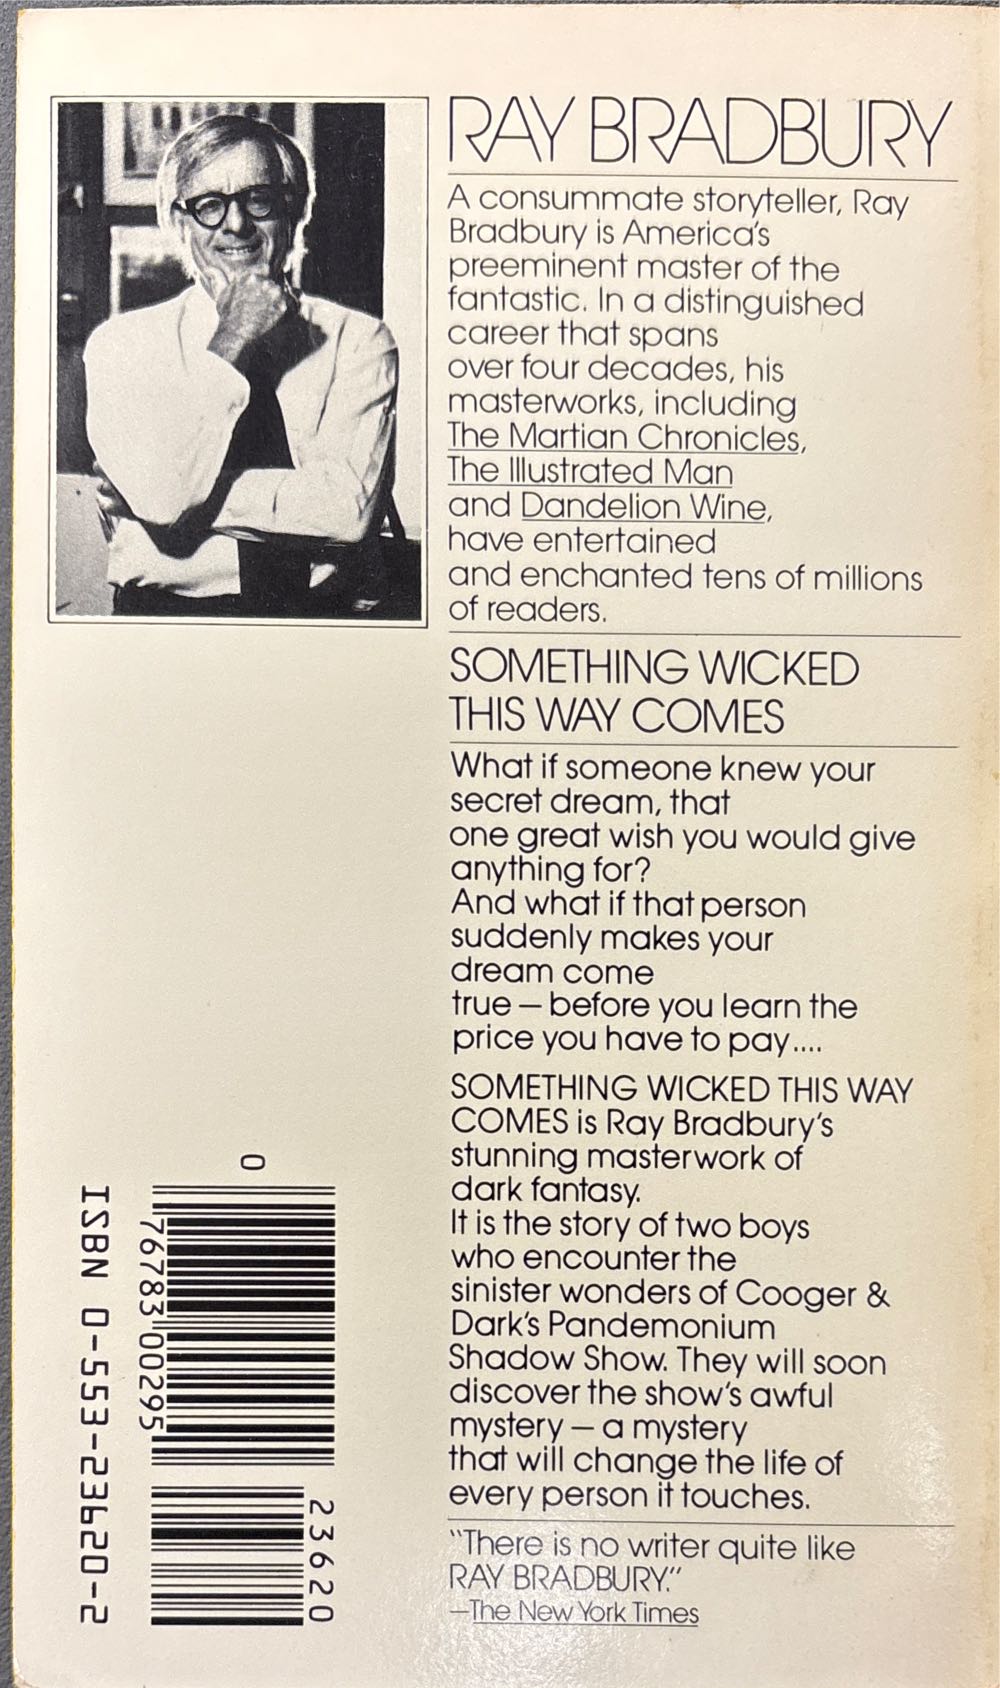 RAY BRADBURY
A consummate storyteller, Ray
Bradbury is America's
preeminent master of the
fantastic. In a distinguished
career that spans
over four decades, his
masterworks, including
The Martian Chronicles,
The Illustrated Man
and Dandelion Wine,
have entertained
and enchanted tens of millions
of readers.
SOMETHING WICKED
THIS WAY COMES
What if someone knew your
secret dream, that
one great wish you would give
anything for?
And what if that person
suddenly makes your
dream come
true — before you learn the
price you have to pay....
SOMETHING WICKED THIS WAY
COMES is Ray Bradbury's
stunning masterwork of
dark fantasy.
It is the story of two boys
who encounter the
sinister wonders of Cooger &
Dark's Pandemonium
Shadow Show. They will soon
discover the show's awful
mystery — a mystery
that will change the life of
every person it touches.
"There is no writer quite like
RAY BRADBURY."
—The New York Times
0
76783 00295
23620
ISBN 0-553-23620-2